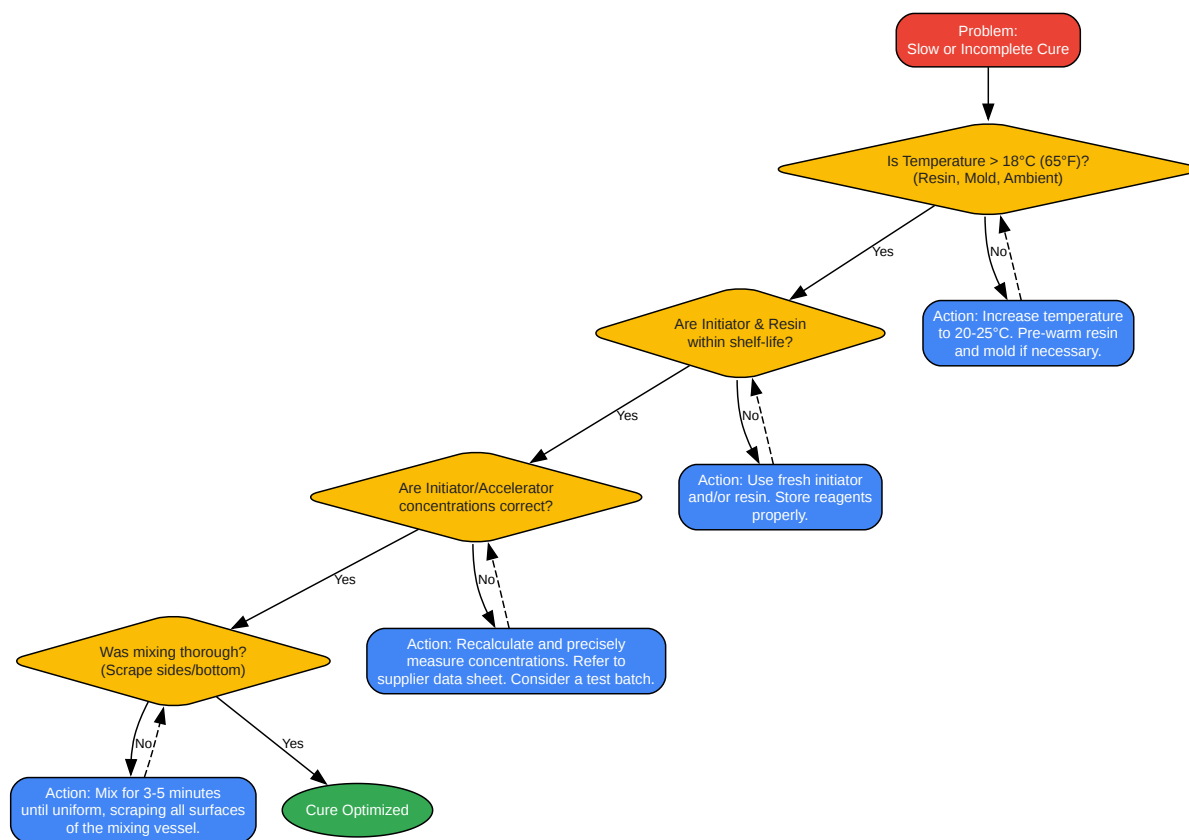 Problem:
Slow or Incomplete Cure
Is Temperature > 18°C (65°F)?
(Resin, Mold, Ambient)
Yes
No
Action: Increase temperature
to 20-25°C. Pre-warm resin
and mold if necessary.
Are Initiator & Resin
within shelf-life?
Yes
No
Action: Use fresh initiator
and/or resin. Store reagents
properly.
Are Initiator/Accelerator
concentrations correct?
Yes
No
Action: Recalculate and precisely
measure concentrations. Refer to
supplier data sheet. Consider a test batch.
Was mixing thorough?
(Scrape sides/bottom)
No
Yes
Action: Mix for 3-5 minutes
until uniform, scraping all surfaces
of the mixing vessel.
Cure Optimized